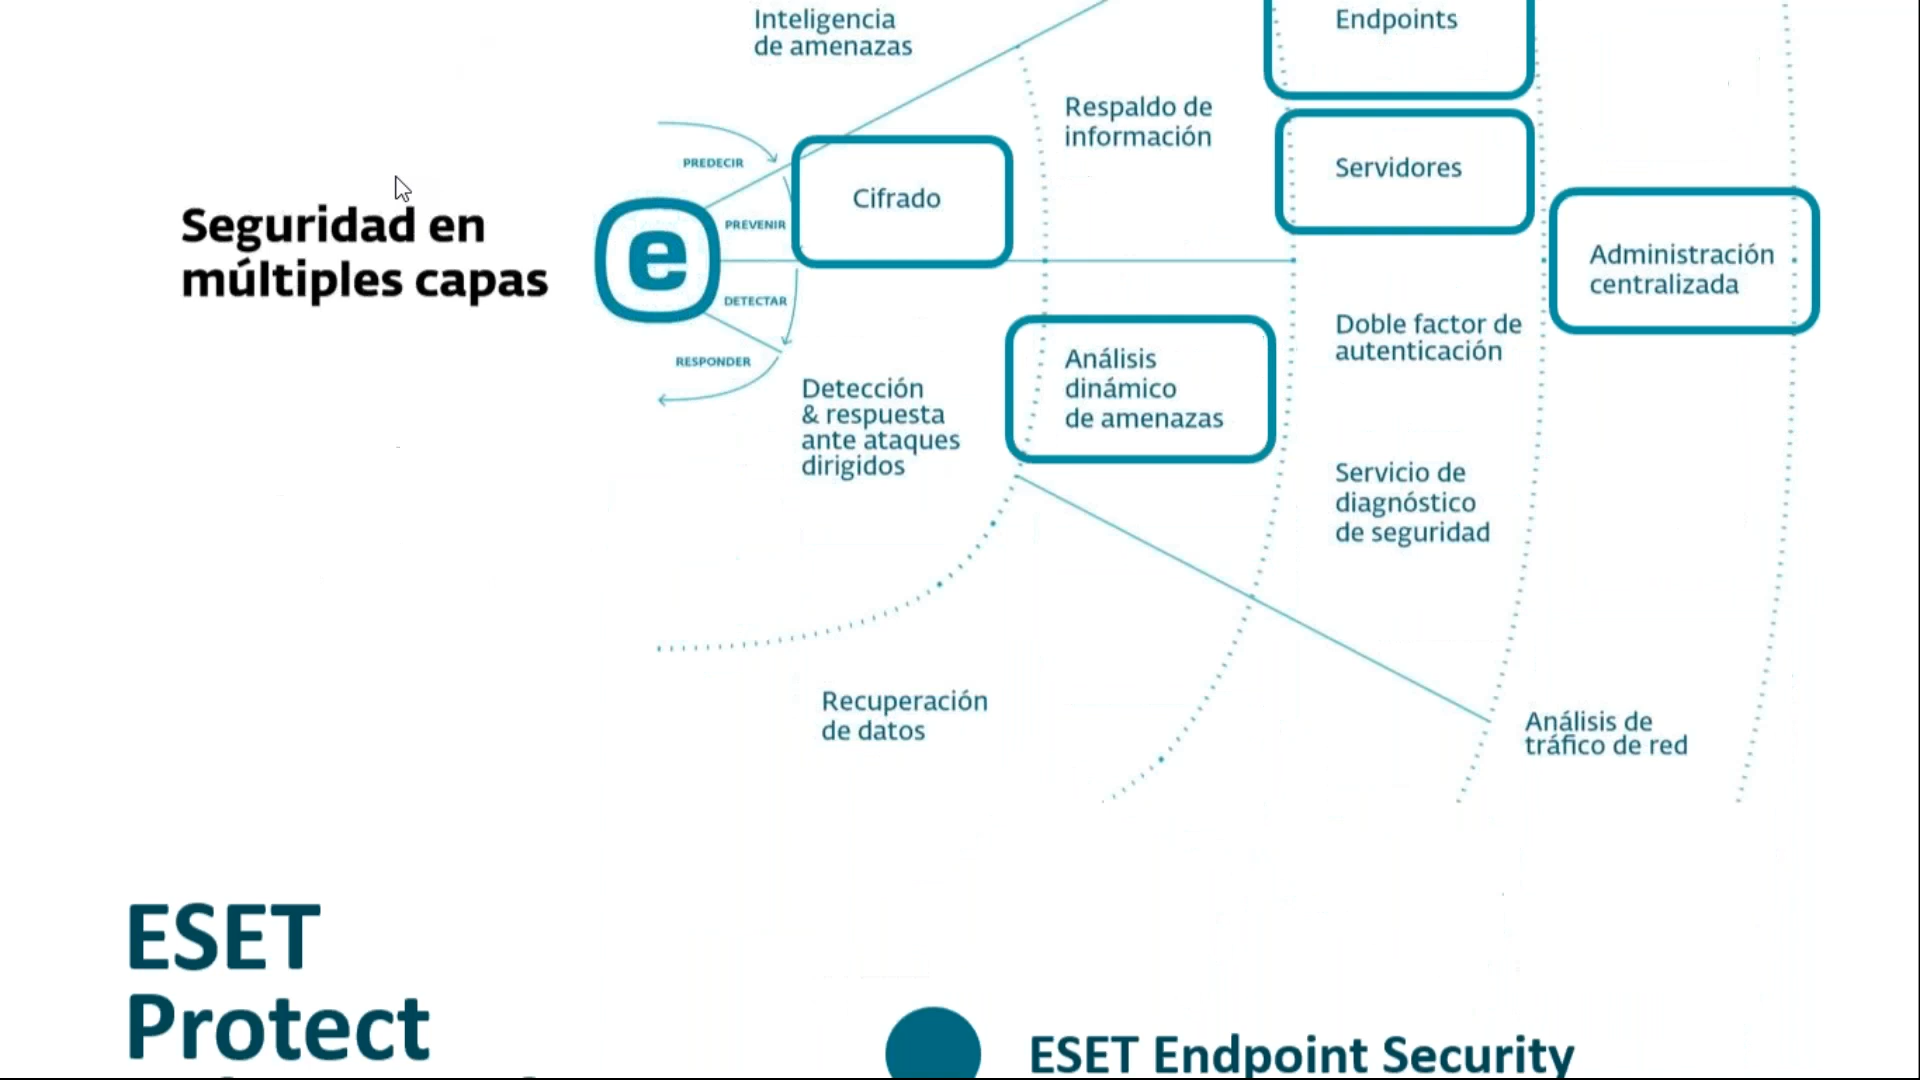 Inteligencia
de amenazas
Endpoints
Respaldo de
información
PREDECIR
Servidores
Cifrado
Seguridad en
múltiples capas
e
PREVENIR
Administración
centralizada
DETECTAR
Doble factor de
autenticación
RESPONDER
Análisis
dinámico
de amenazas
Detección
& respuesta
ante ataques
dirigidos
Servicio de
diagnóstico
de seguridad
Recuperación
de datos
Análisis de
tráfico de red
ESET
Protect
ESET Endpoint Security